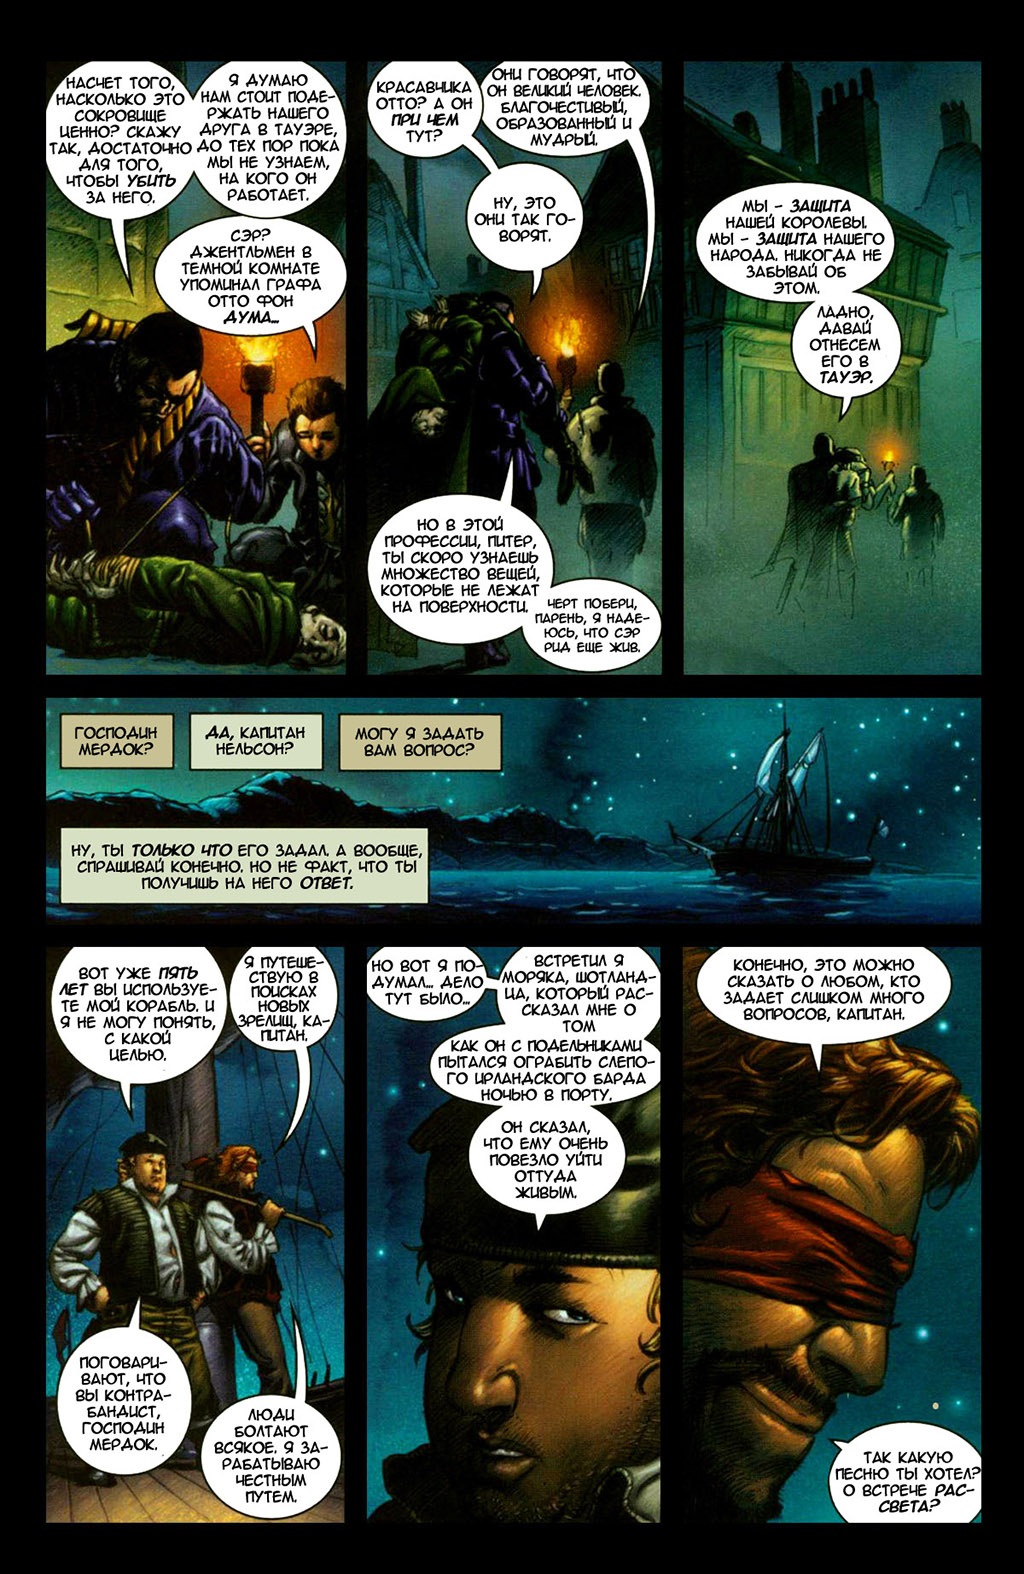 НАСЧЕТ ТОГО,
НАСКОЛЬКО ЭТО
СОКРОВИЩЕ
ЦЕННО? СКАЖУ
ТАК, ДОСТАТОЧНО
ДЛЯ ТОГО,
ЧТОБЫ УБИТЬ
ЗА НЕГО.
Я ДУМАЮ
НАМ СТОИТ ПОДЕ-
РЖАТЬ НАШЕГО
ДРУГА В ТАУЭРЕ,
ДО ТЕХ ПОР ПОКА
МЫ НЕ УЗНАЕМ,
НА КОГО ОН
РАБОТАЕТ.
СЭР?
ДЖЕНТЛЬМЕН В
ТЕМНОЙ КОМНАТЕ
УПОМИНАЛ ГРАФА
ОТТО ФОН
ДУМА...
КРАСАВЧИКА
ОТТО? А ОН
ПРИ ЧЕМ
ТУТ?
ОНИ ГОВОРЯТ, ЧТО
ОН ВЕЛИКИЙ ЧЕЛОВЕК.
БЛАГОЧЕСТИВЫЙ,
ОБРАЗОВАННЫЙ И
МУДРЫЙ.
НУ, ЭТО
ОНИ ТАК ГО-
ВОРЯТ.
НО В ЭТОЙ
ПРОФЕССИИ, ПИТЕР,
ТЫ СКОРО УЗНАЕШЬ
МНОЖЕСТВО ВЕЩЕЙ,
КОТОРЫЕ НЕ ЛЕЖАТ
НА ПОВЕРХНОСТИ.
ЧЕРТ ПОБЕРИ,
ПАРЕНЬ, Я НАДЕ-
ЮСЬ, ЧТО СЭР
РИД ЕЩЕ ЖИВ.
МЫ - ЗАЩИТА
НАШЕЙ КОРОЛЕВЫ.
МЫ - ЗАЩИТА НАШЕГО
НАРОДА. НИКОГДА НЕ
ЗАБЫВАЙ ОБ
ЭТОМ.
ЛАДНО,
ДАВАЙ
ОТНЕСЕМ
ЕГО В
ТАУЭР.
ГОСПОДИН
МЕРДОК?
ДА, КАПИТАН
НЕЛЬСОН?
МОГУ Я ЗАДАТЬ
ВАМ ВОПРОС?
НУ, ТЫ ТОЛЬКО ЧТО ЕГО ЗАДАЛ. А ВООБЩЕ,
СПРАШИВАЙ КОНЕЧНО. НО НЕ ФАКТ, ЧТО ТЫ
ПОЛУЧИШЬ НА НЕГО ОТВЕТ.
ВОТ УЖЕ ПЯТЬ
ЛЕТ ВЫ ИСПОЛЬЗУЕ-
ТЕ МОЙ КОРАБЛЬ. И
Я НЕ МОГУ ПОНЯТЬ,
С КАКОЙ
ЦЕЛЬЮ.
Я ПУТЕШЕ-
СТВУЮ В
ПОИСКАХ
НОВЫХ
ЗРЕЛИЩ, КА-
ПИТАН.
ПОГОВАРИ-
ВАЮТ, ЧТО
ВЫ КОНТРА-
БАНДИСТ,
ГОСПОДИН
МЕРДОК.
ЛЮДИ
БОЛТАЮТ
ВСЯКОЕ. Я ЗА-
РАБАТЫВАЮ
ЧЕСТНЫМ
ПУТЕМ.
НО ВОТ Я ПО-
ДУМАЛ... ДЕЛО
ТУТ БЫЛО...
ВСТРЕТИЛ Я
МОРЯКА, ШОТЛАНД-
ЦА, КОТОРЫЙ РАС-
СКАЗАЛ МНЕ О
ТОМ
КАК ОН С ПОДЕЛЬНИКАМИ
ПЫТАЛСЯ ОГРАБИТЬ СЛЕПО-
ГО ИРЛАНДСКОГО БАРДА
НОЧЬЮ В ПОРТУ.
ОН СКАЗАЛ,
ЧТО ЕМУ ОЧЕНЬ
ПОВЕЗЛО УЙТИ
ОТТУДА
ЖИВЫМ.
КОНЕЧНО, ЭТО МОЖНО
СКАЗАТЬ О ЛЮБОМ, КТО
ЗАДАЕТ СЛИШКОМ МНОГО
ВОПРОСОВ, КАПИТАН.
ТАК КАКУЮ
ПЕСНЮ ТЫ ХОТЕЛ?
О ВСТРЕЧЕ РАС-
СВЕТА?